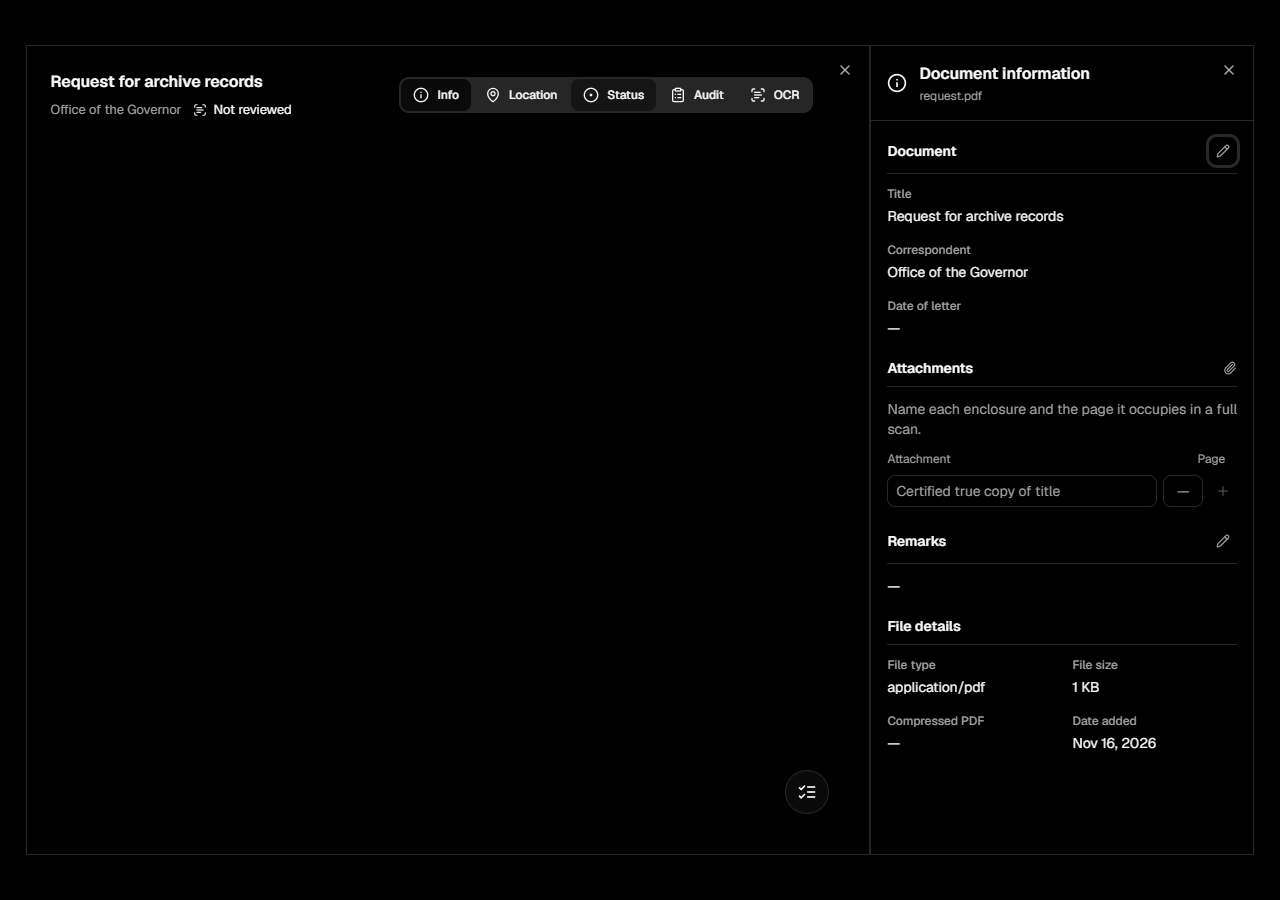 Request for archive records
Office of the Governor Not reviewed
Info Location Status Audit OCR
Document information
request.pdf
Document
Title
Request for archive records
Correspondent
Office of the Governor
Date of letter
—
Attachments
Name each enclosure and the page it occupies in a full
scan.
Attachment Page
Certified true copy of title —
Remarks
—
File details
File type File size
application/pdf 1 KB
Compressed PDF Date added
— Nov 16, 2026